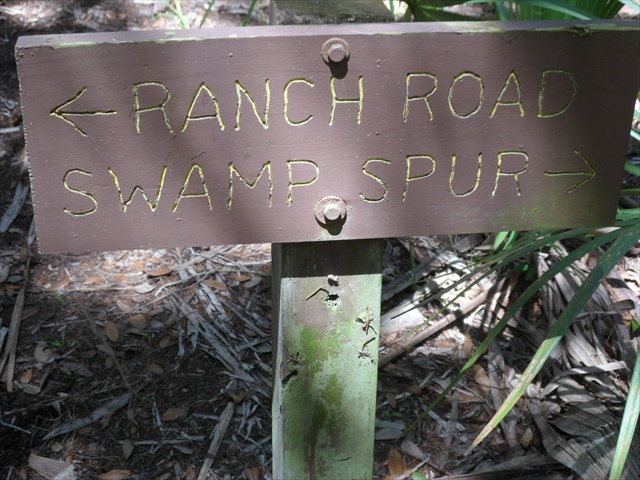 ← RANCH ROAD
SWAMP SPUR →